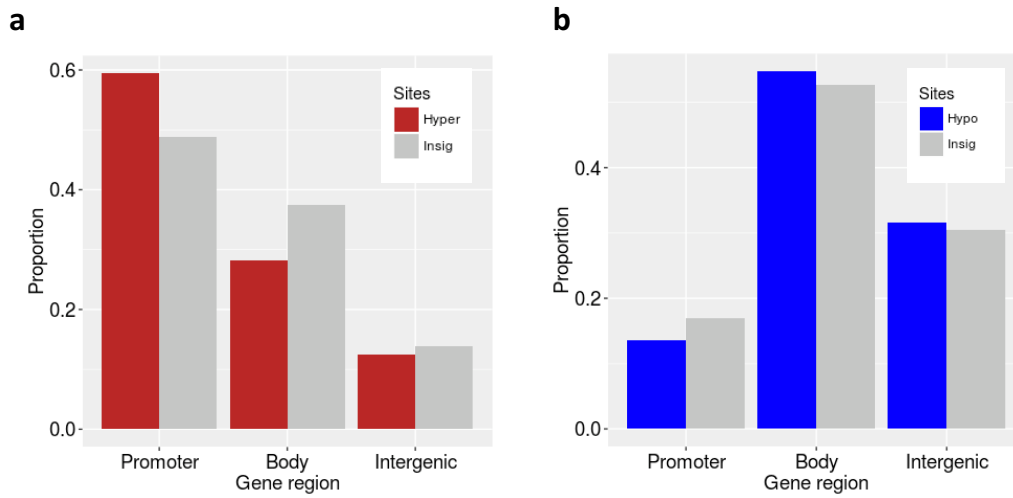 a
Proportion
0.6
0.4
0.2
0.0
Sites
Hyper
Insig
Promoter Body Intergenic
Gene region
b
Proportion
0.4
0.2
0.0
Sites
Hypo
Insig
Promoter Body Intergenic
Gene region